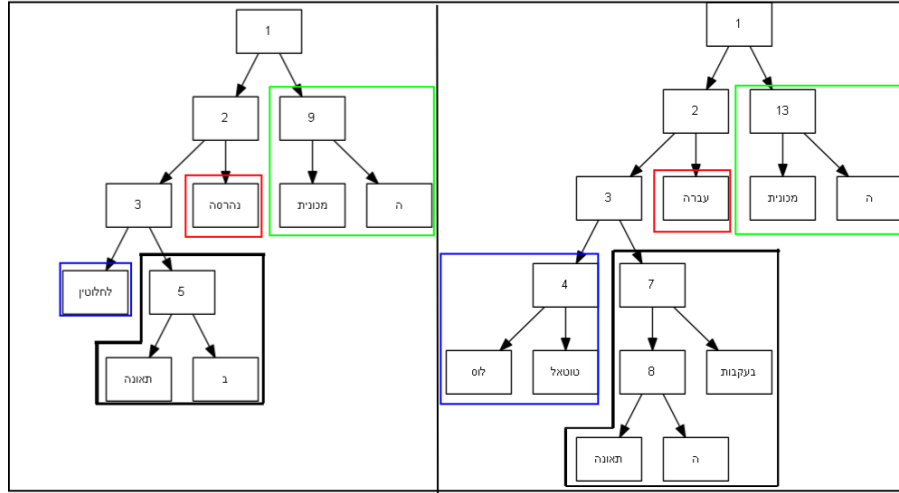 1
2
9
3
נהרסה
מכונית
ה
לחלוטין
5
תאונה
ב
1
2
13
3
עברה
מכונית
ה
4
7
לוס
טוטאל
8
בעקבות
תאונה
ה